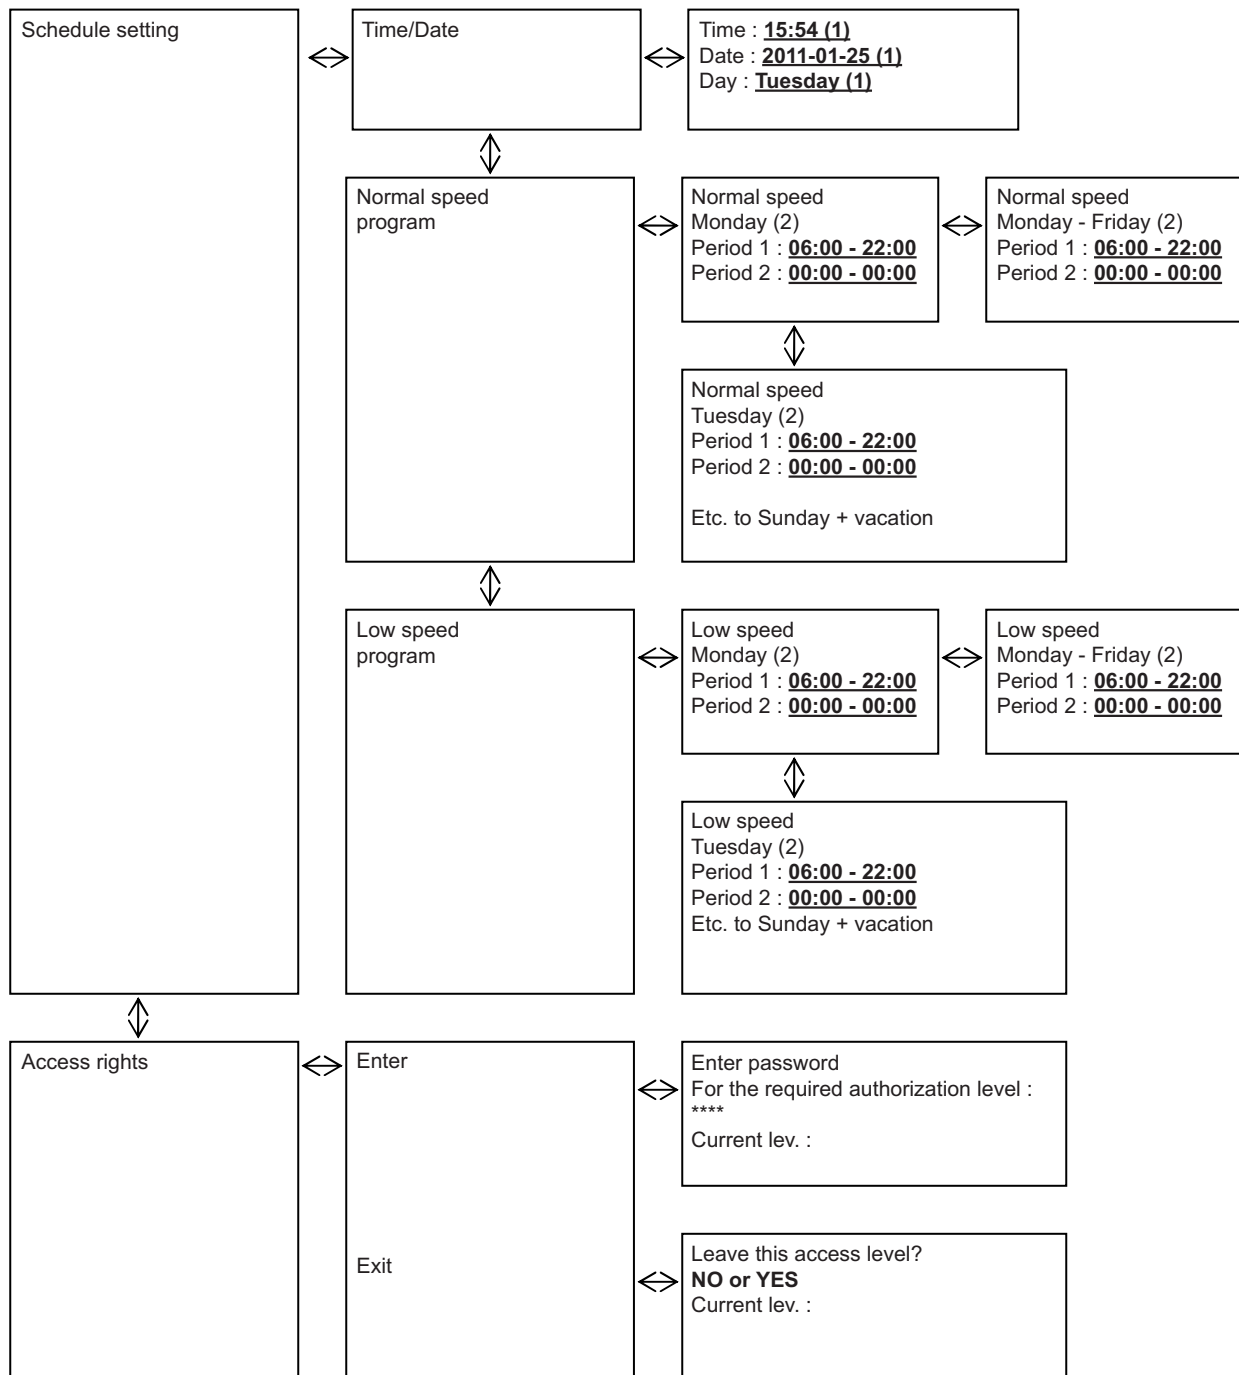 Schedule setting
Time/Date
Time : 15:54 (1)
Date : 2011-01-25 (1)
Day : Tuesday (1)
Normal speed
program
Normal speed
Monday (2)
Period 1 : 06:00 - 22:00
Period 2 : 00:00 - 00:00
Normal speed
Monday - Friday (2)
Period 1 : 06:00 - 22:00
Period 2 : 00:00 - 00:00
Normal speed
Tuesday (2)
Period 1 : 06:00 - 22:00
Period 2 : 00:00 - 00:00
Etc. to Sunday + vacation
Low speed
program
Low speed
Monday (2)
Period 1 : 06:00 - 22:00
Period 2 : 00:00 - 00:00
Low speed
Monday - Friday (2)
Period 1 : 06:00 - 22:00
Period 2 : 00:00 - 00:00
Low speed
Tuesday (2)
Period 1 : 06:00 - 22:00
Period 2 : 00:00 - 00:00
Etc. to Sunday + vacation
Access rights
Enter
Enter password
For the required authorization level :
****
Current lev. :
Exit
Leave this access level?
NO or YES
Current lev. :